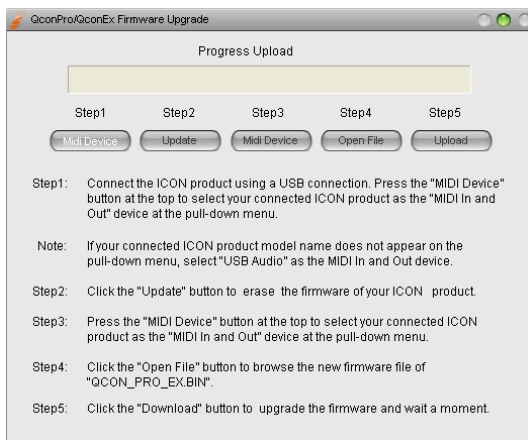 QconPro/QconEx Firmware Upgrade
Progress Upload
Step1 Step2 Step3 Step4 Step5
Midi Device Update Midi Device Open File Upload
Step1: Connect the ICON product using a USB connection. Press the "MIDI Device"
button at the top to select your connected ICON product as the "MIDI In and
Out" device at the pull-down menu.
Note: If your connected ICON product model name does not appear on the
pull-down menu, select "USB Audio" as the MIDI In and Out device.
Step2: Click the "Update" button to erase the firmware of your ICON product.
Step3: Press the "MIDI Device" button at the top to select your connected ICON
product as the "MIDI In and Out" device at the pull-down menu.
Step4: Click the "Open File" button to browse the new firmware file of
"QCON_PRO_EX.BIN".
Step5: Click the "Download" button to upgrade the firmware and wait a moment.